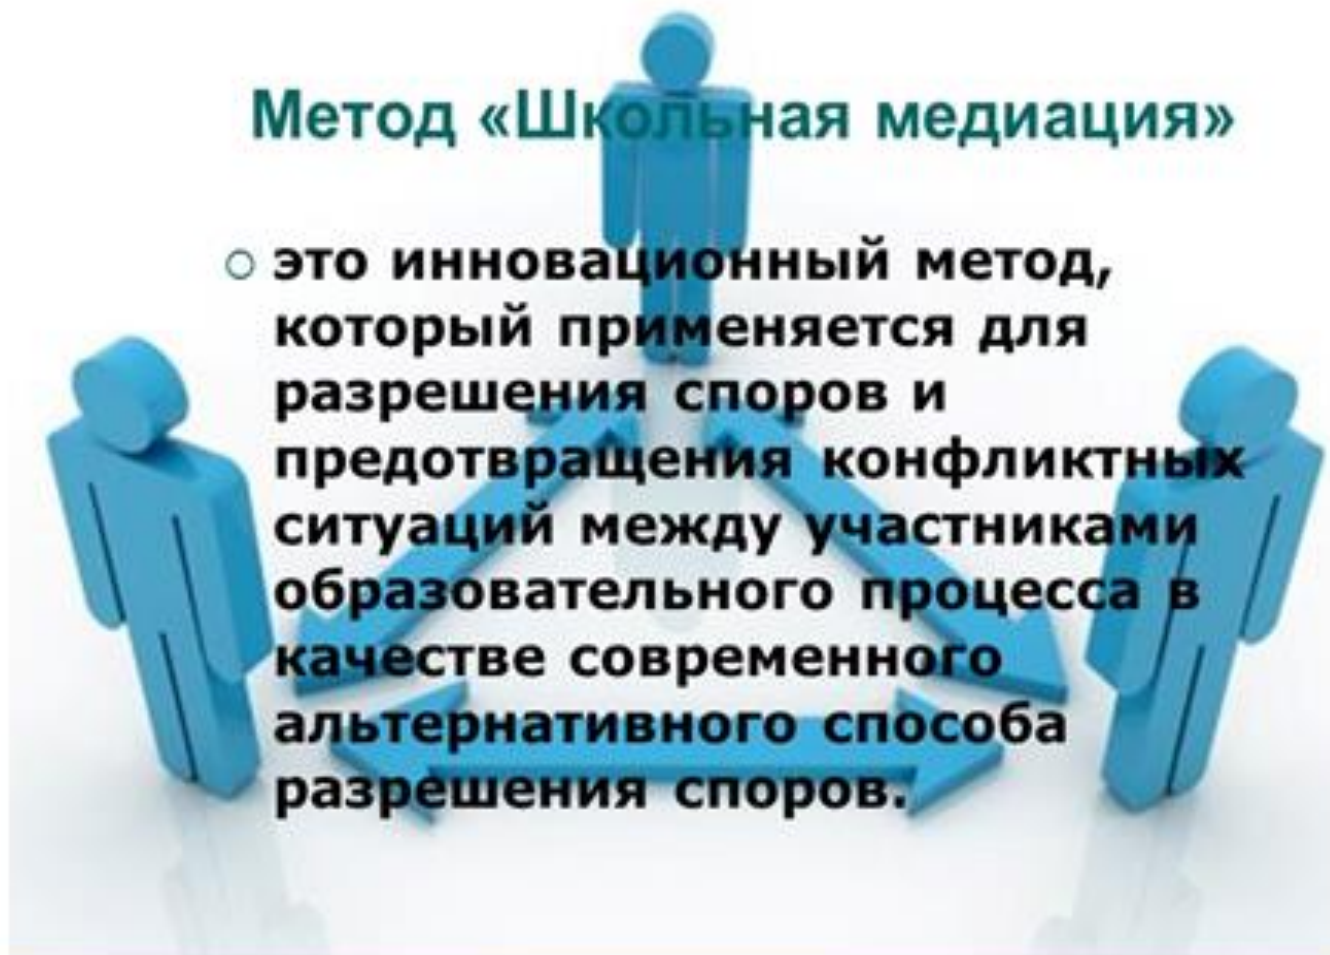 Метод «Школьная медиация»
это инновационный метод,
который применяется для
разрешения споров и
предотвращения конфликтных
ситуаций между участниками
образовательного процесса в
качестве современного
альтернативного способа
разрешения споров.